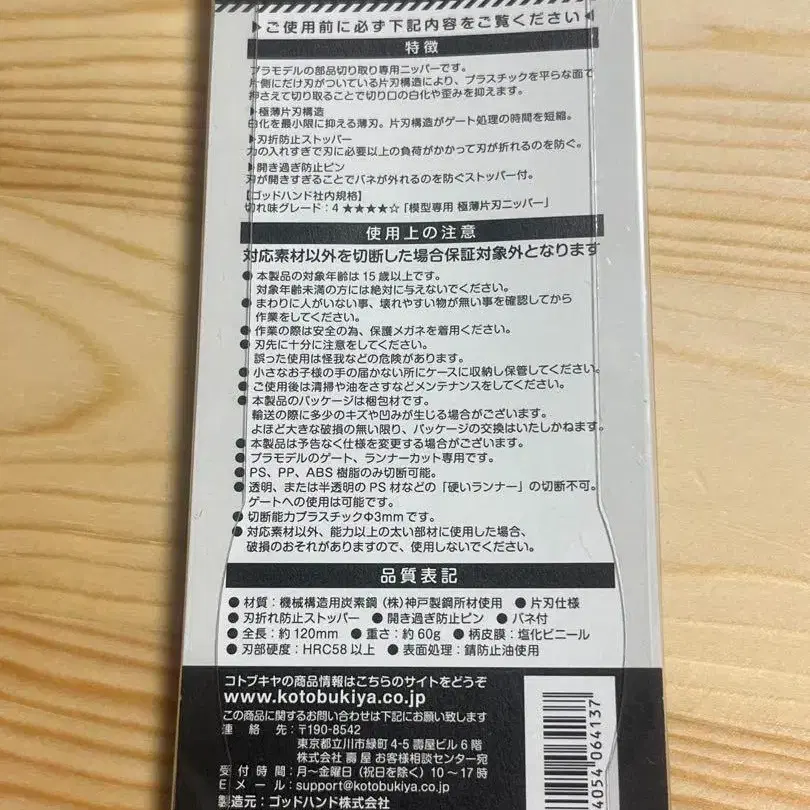 ▶ご使用前に必ず下記内容をご覧ください◀
特徴
プラモデルの部品切り取り専用ニッパーです。
片側にだけ刃がついている片刃構造により、プラスチックを平らな面で
押さえて切り取ることで切り口の白化や歪みを抑えます。
▶極薄片刃構造
白化を最小限に抑える薄刃。片刃構造がゲート処理の時間を短縮。
▶刃折防止ストッパー
力の入れすぎで刃に必要以上の負荷がかかって刃が折れるのを防ぐ。
▶開き過ぎ防止ピン
刃が開きすぎることでバネが外れるのを防ぐストッパー付。
【ゴッドハンド社内規格】
切れ味グレード:4 ★★★★☆「模型専用 極薄片刃ニッパー」
使用上の注意
対応素材以外を切断した場合保証対象外となります
● 本製品の対象年齢は15歳以上です。
対象年齢未満の方には絶対に与えないでください。
● まわりに人がいない事、壊れやすい物が無い事を確認してから
作業をしてください。
● 作業の際は安全の為、保護メガネを着用ください。
● 刃先に十分に注意をしてください。
誤った使用は怪我などの危険があります。
● 小さなお子様の手の届かない所にケースに収納し保管してください。
● ご使用後は清掃や油をさすなどメンテナンスをしてください。
● 本製品のパッケージは梱包材です。
輸送の際に多少のキズや凹みが生じる場合がございます。
よほど大きな破損の無い限り、パッケージの交換はいたしかねます。
● 本製品は予告なく仕様を変更する場合がございます。
● プラモデルのゲート、ランナーカット専用です。
● PS、PP、ABS 樹脂のみ切断可能。
● 透明、または半透明のPS材などの「硬いランナー」の切断不可。
ゲートへの使用は可能です。
● 切断能力プラスチックΦ3mmです。
● 対応素材以外、能力以上の太い部材に使用した場合、
破損のおそれがありますので、使用しないでください。
品質表記
● 材質:機械構造用炭素鋼 (株)神戸製鋼所材使用 ● 片刃仕様
● 刃折れ防止ストッパー ● 開き過ぎ防止ピン ● バネ付
● 全長:約120mm ● 重さ:約60g ● 柄皮膜:塩化ビニール
● 刃部硬度:HRC58以上 ● 表面処理:錆防止油使用
コトブキヤの商品情報はこちらのサイトをどうぞ
www.kotobukiya.co.jp
この商品に関するお問い合わせは下記にお願い致します
連絡先:〒190-8542
東京都立川市緑町4-5 壽屋ビル6階
株式会社 壽屋 お客様相談センター宛
受付時間:月～金曜日(祝日を除く)10～17時
Eメール:support@kotobukiya.co.jp
製造元:ゴッドハンド株式会社
4054 064137